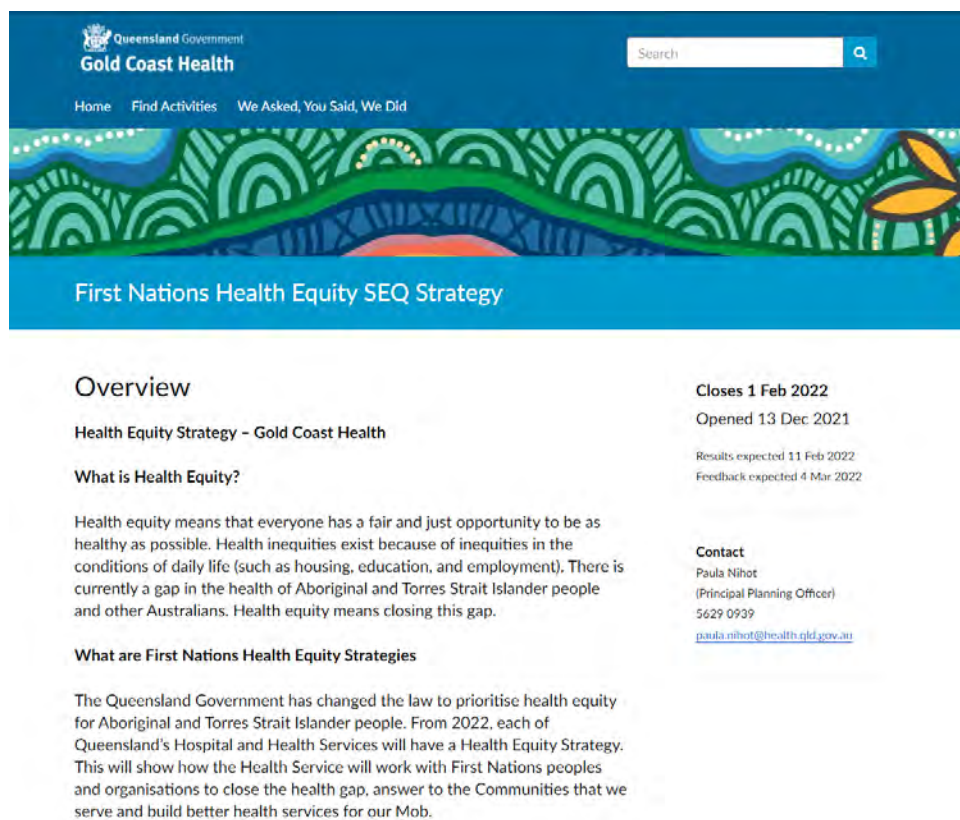 Queensland Government
Gold Coast Health
Search
Home Find Activities We Asked, You Said, We Did
First Nations Health Equity SEQ Strategy
Overview
Health Equity Strategy – Gold Coast Health
What is Health Equity?
Health equity means that everyone has a fair and just opportunity to be as
healthy as possible. Health inequities exist because of inequities in the
conditions of daily life (such as housing, education, and employment). There is
currently a gap in the health of Aboriginal and Torres Strait Islander people
and other Australians. Health equity means closing this gap.
What are First Nations Health Equity Strategies
The Queensland Government has changed the law to prioritise health equity
for Aboriginal and Torres Strait Islander people. From 2022, each of
Queensland's Hospital and Health Services will have a Health Equity Strategy.
This will show how the Health Service will work with First Nations peoples
and organisations to close the health gap, answer to the Communities that we
serve and build better health services for our Mob.
Closes 1 Feb 2022
Opened 13 Dec 2021
Results expected 11 Feb 2022
Feedback expected 4 Mar 2022
Contact
Paula Nihot
(Principal Planning Officer)
5629 0939
paula.nihot@health.qld.gov.au